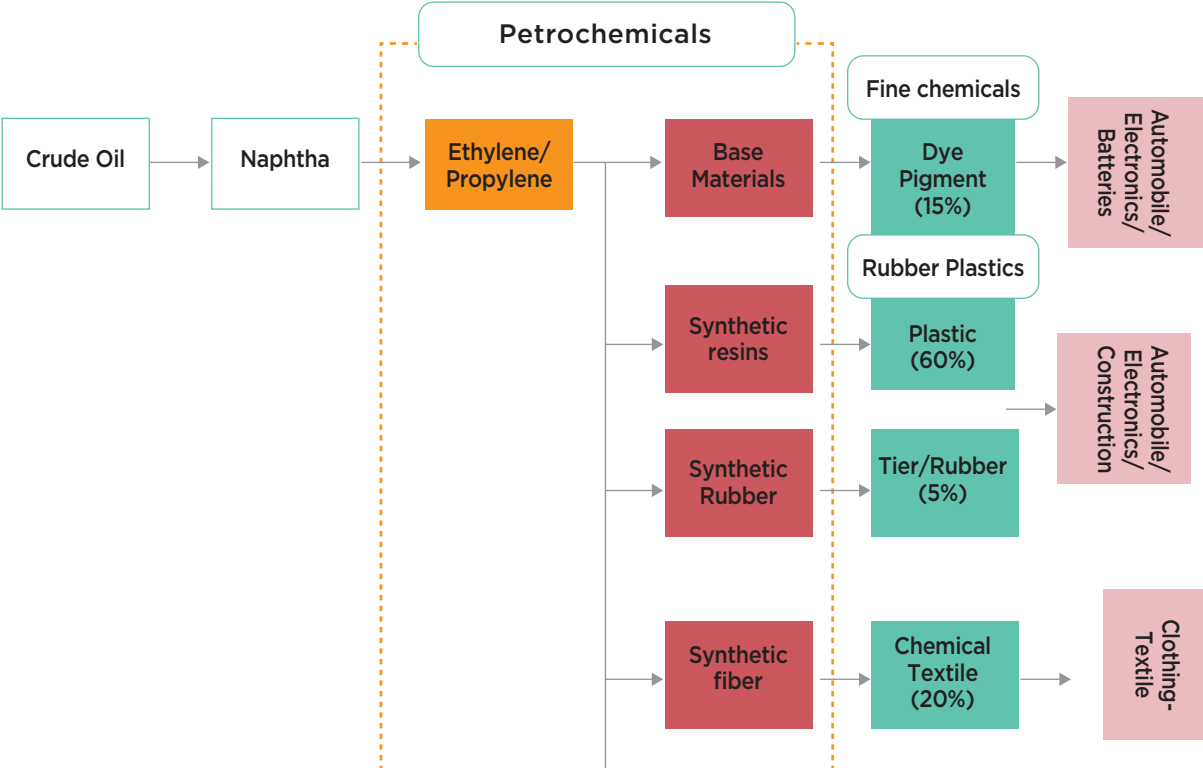 Petrochemicals
Crude Oil
Naphtha
Ethylene/
Propylene
Base
Materials
Fine chemicals
Dye
Pigment
(15%)
Automobile/
Electronics/
Batteries
Synthetic
resins
Rubber Plastics
Plastic
(60%)
Automobile/
Electronics/
Construction
Synthetic
Rubber
Tier/Rubber
(5%)
Synthetic
fiber
Chemical
Textile
(20%)
Clothing-
Textile